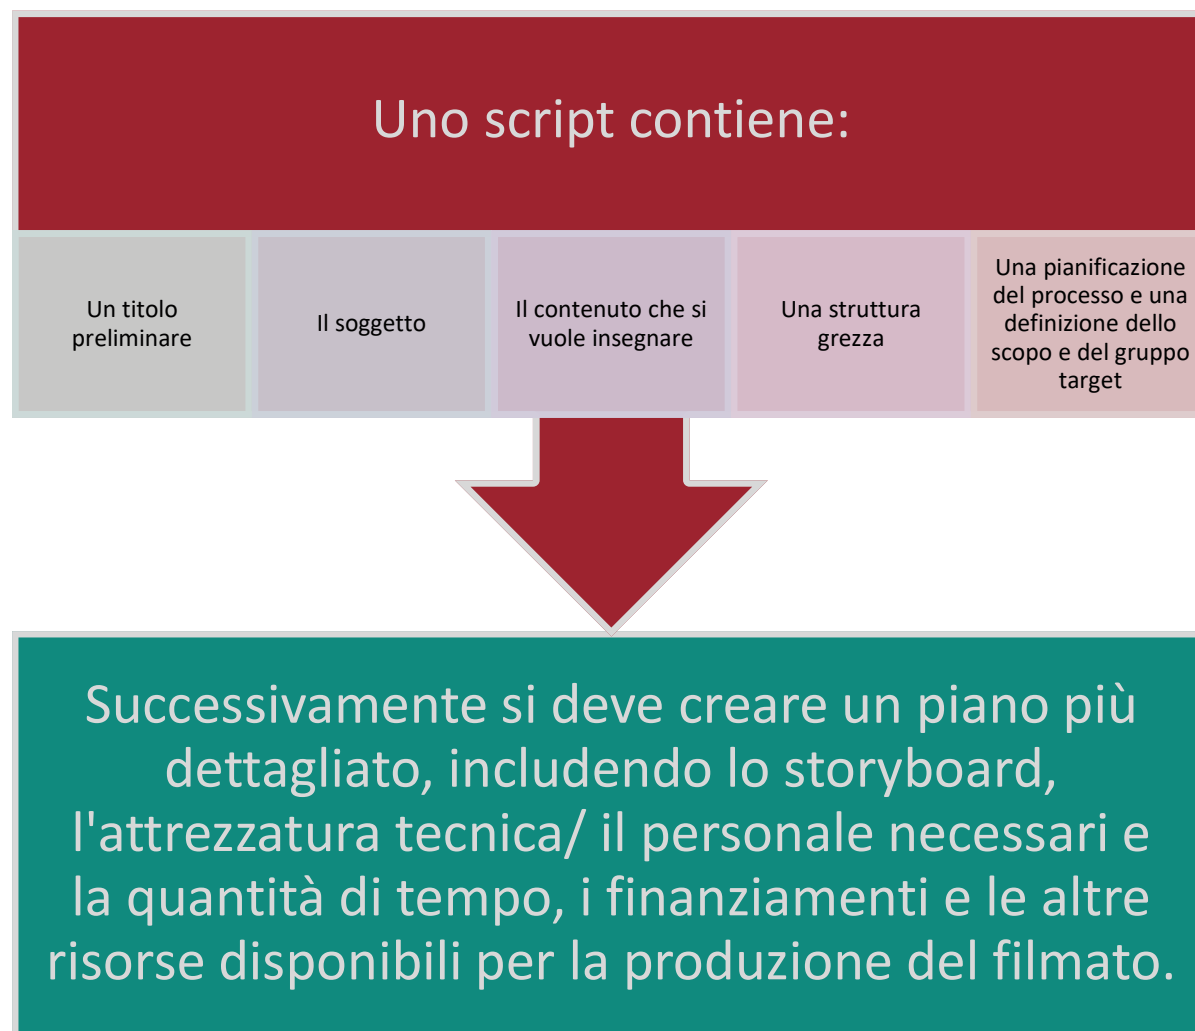 Uno script contiene:
Un titolo
preliminare
Il soggetto
Il contenuto che si
vuole insegnare
Una struttura
grezza
Una pianificazione
del processo e una
definizione dello
scopo e del gruppo
target
Successivamente si deve creare un piano più
dettagliato, includendo lo storyboard,
l'attrezzatura tecnica/ il personale necessari e
la quantità di tempo, i finanziamenti e le altre
risorse disponibili per la produzione del filmato.